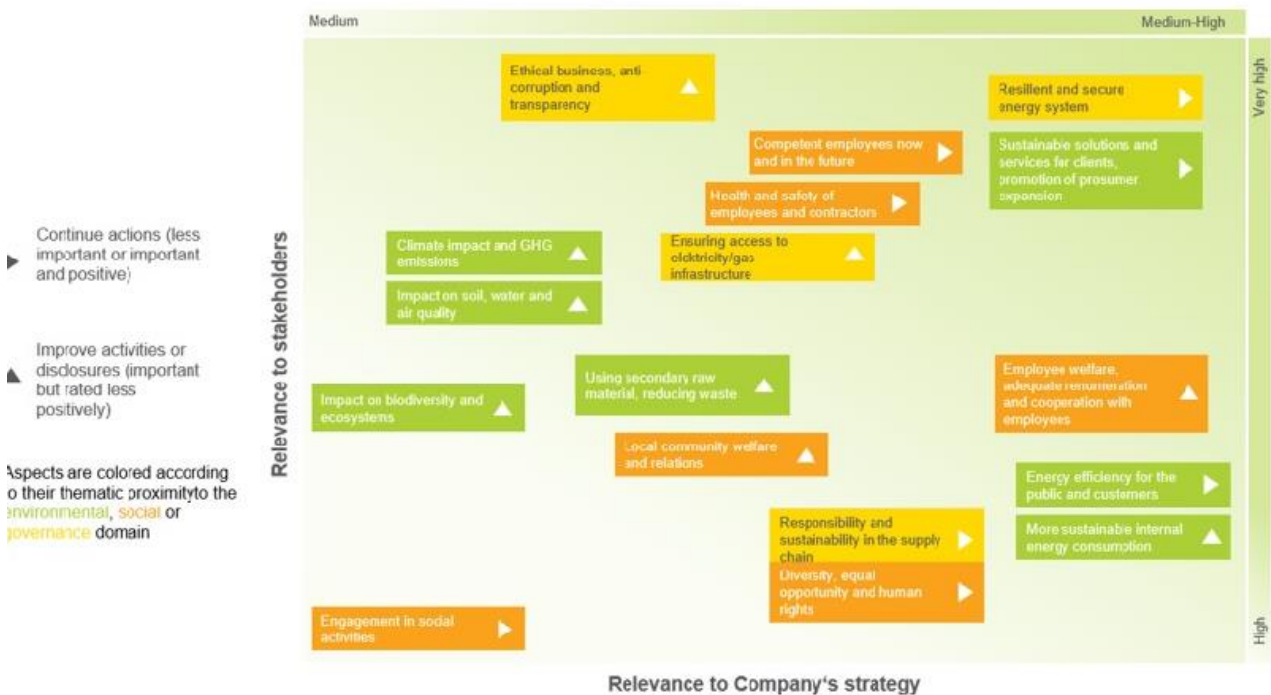 Medium
Medium-High
Very high
High
Relevance to stakeholders
Relevance to Company's strategy
Ethical business, anti
corruption and
transparency
Resilient and secure
energy system
Competent employees now
and in the future
Sustainable solutions and
services for clients,
promotion of prosumer
expansion
Health and safety of
employees and contractors
Continue actions (less
important or important
and positive)
Climate impact and GHG
emissions
Ensuring access to
elcktricity/gas
infrastructure
Impact on soil, water and
air quality
Improve activities or
disclosures (important
but rated less
positively)
Impact on biodiversity and
ecosystems
Using secondary raw
material, reducing waste
Employee welfare,
adequate renumeration
and cooperation with
employees
Local community welfare
and relations
Aspects are colored according
to their thematic proximityto the
environmental, social or
governance domain
Energy efficiency for the
public and customers
Responsibility and
sustainability in the supply
chain
More sustainable internal
energy consumption
Diversity, equal
opportunity and human
rights
Engagement in social
activities